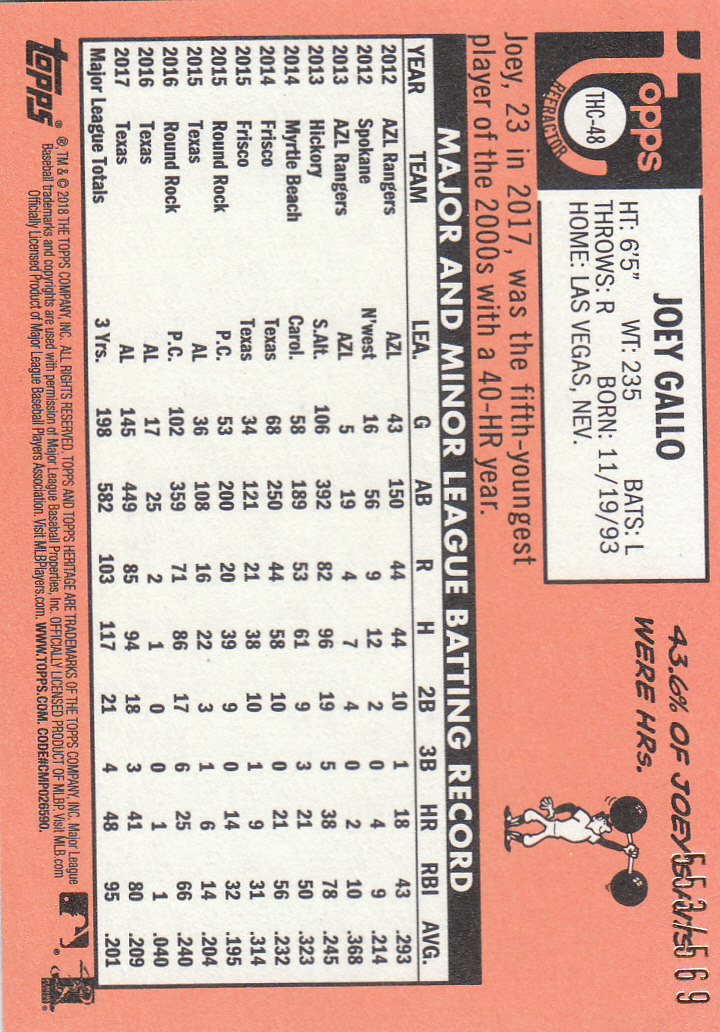 Topps
REFRACTOR
THC-48
JOEY GALLO
HT: 6'5" WT: 235 BATS: L
THROWS: R BORN: 11/19/93
HOME: LAS VEGAS, NEV.
43.6% OF JOEY'S HITS
WERE HRs.
553/569
Joey, 23 in 2017, was the fifth-youngest
player of the 2000s with a 40-HR year.
MAJOR AND MINOR LEAGUE BATTING RECORD
YEAR TEAM LEA. G AB R H 2B 3B HR RBI AVG.
2012 AZL Rangers AZL 43 150 44 44 10 1 18 43 .293
2012 Spokane N'west 16 56 9 12 2 0 4 9 .214
2013 AZL Rangers AZL 5 19 4 7 4 0 2 10 .368
2013 Hickory S.Atl. 106 392 82 96 19 5 38 78 .245
2014 Myrtle Beach Carol. 58 189 53 61 9 3 21 50 .323
2014 Frisco Texas 68 250 44 58 10 0 21 56 .232
2015 Frisco Texas 34 121 21 38 10 1 9 31 .314
2015 Round Rock P.C. 53 200 20 39 9 0 14 32 .195
2015 Texas AL 36 108 16 22 3 1 6 14 .204
2016 Round Rock P.C. 102 359 71 86 17 6 25 66 .240
2016 Texas AL 17 25 2 1 0 0 1 1 .040
2017 Texas AL 145 449 85 94 18 3 41 80 .209
Major League Totals 3 Yrs. 198 582 103 117 21 4 48 95 .201
Topps®
®, TM & © 2018 THE TOPPS COMPANY, INC. ALL RIGHTS RESERVED. TOPPS AND TOPPS HERITAGE ARE TRADEMARKS OF THE TOPPS COMPANY, INC. Major League
Baseball trademarks and copyrights are used with permission of Major League Baseball Properties, Inc. OFFICIALLY LICENSED PRODUCT OF MLBP Visit MLB.com
Officially Licensed Product of Major League Baseball Players Association. Visit MLBPlayers.com. WWW.TOPPS.COM. CODE#CMP026590.